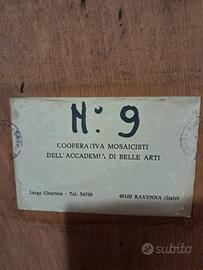 N.° 9
COOPERATIVA MOSAICISTI
DELL'ACCADEMIA DI BELLE ARTI
Largo Chartres - Tel. 34799
48100 RAVENNA (Italy)
subito